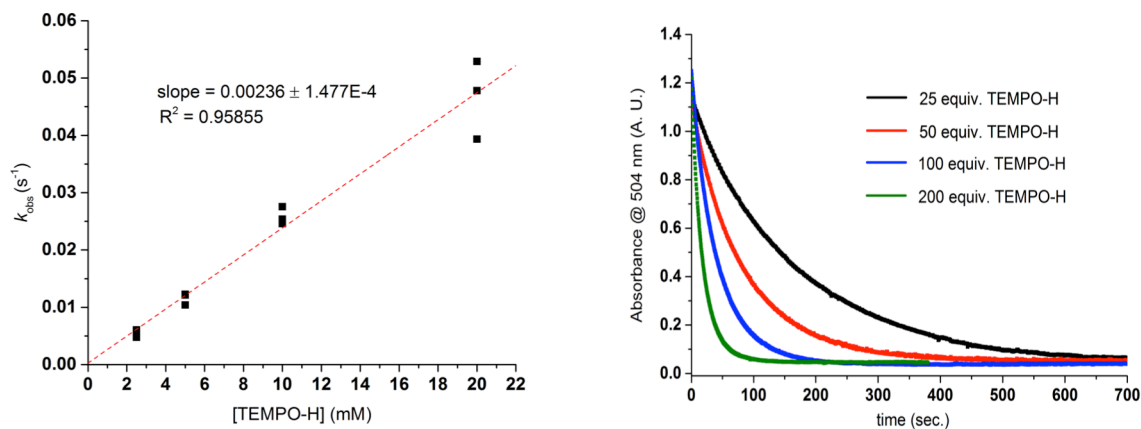 0.06
0.05
0.04
0.03
0.02
0.01
0.00
k_obs (s⁻¹)
slope = 0.00236 ± 1.477E-4
R² = 0.95855
0 2 4 6 8 10 12 14 16 18 20 22
[TEMPO-H] (mM)
1.4
1.2
1.0
0.8
0.6
0.4
0.2
0.0
Absorbance @ 504 nm (A. U.)
25 equiv. TEMPO-H
50 equiv. TEMPO-H
100 equiv. TEMPO-H
200 equiv. TEMPO-H
0 100 200 300 400 500 600 700
time (sec.)